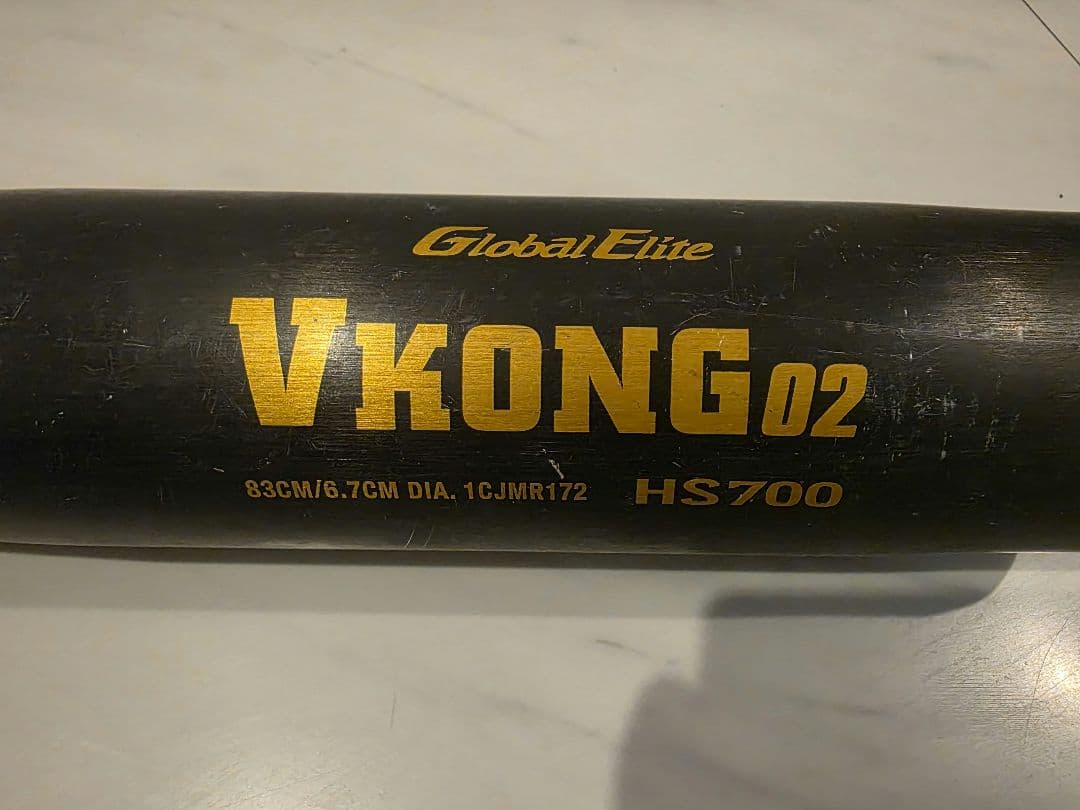 Global Elite
VKONG02
83CM/6.7CM DIA. 1CJMR172 HS700